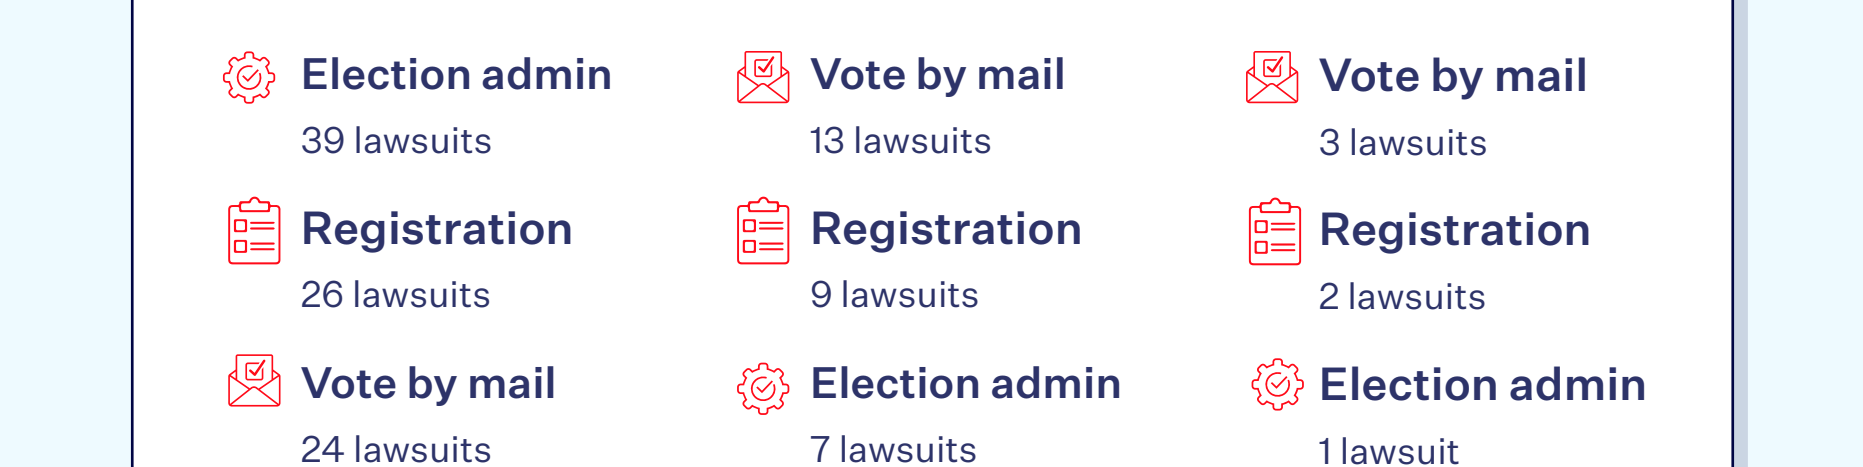 Election admin
39 lawsuits
Registration
26 lawsuits
Vote by mail
24 lawsuits
Vote by mail
13 lawsuits
Registration
9 lawsuits
Election admin
7 lawsuits
Vote by mail
3 lawsuits
Registration
2 lawsuits
Election admin
1 lawsuit